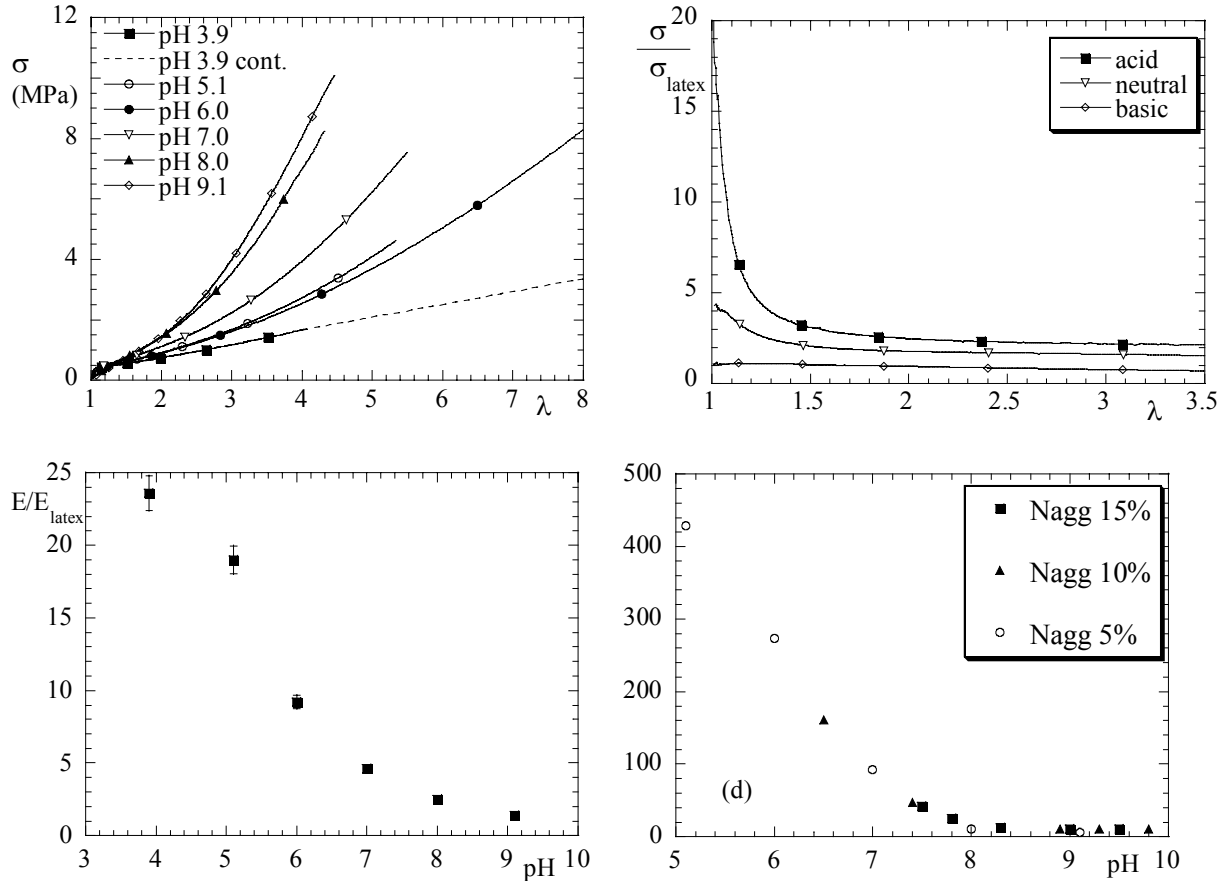 12
8
4
0
σ
(MPa)
pH 3.9
pH 3.9 cont.
pH 5.1
pH 6.0
pH 7.0
pH 8.0
pH 9.1
1 2 3 4 5 6 7 8
λ
20
15
10
5
0
σ
σlatex
acid
neutral
basic
1 1.5 2 2.5 3 3.5
λ
25
20
15
10
5
0
E/Elatex
3 4 5 6 7 8 9 10
pH
500
400
300
200
100
0
Nagg 15%
Nagg 10%
Nagg 5%
(d)
5 6 7 8 9 10
pH